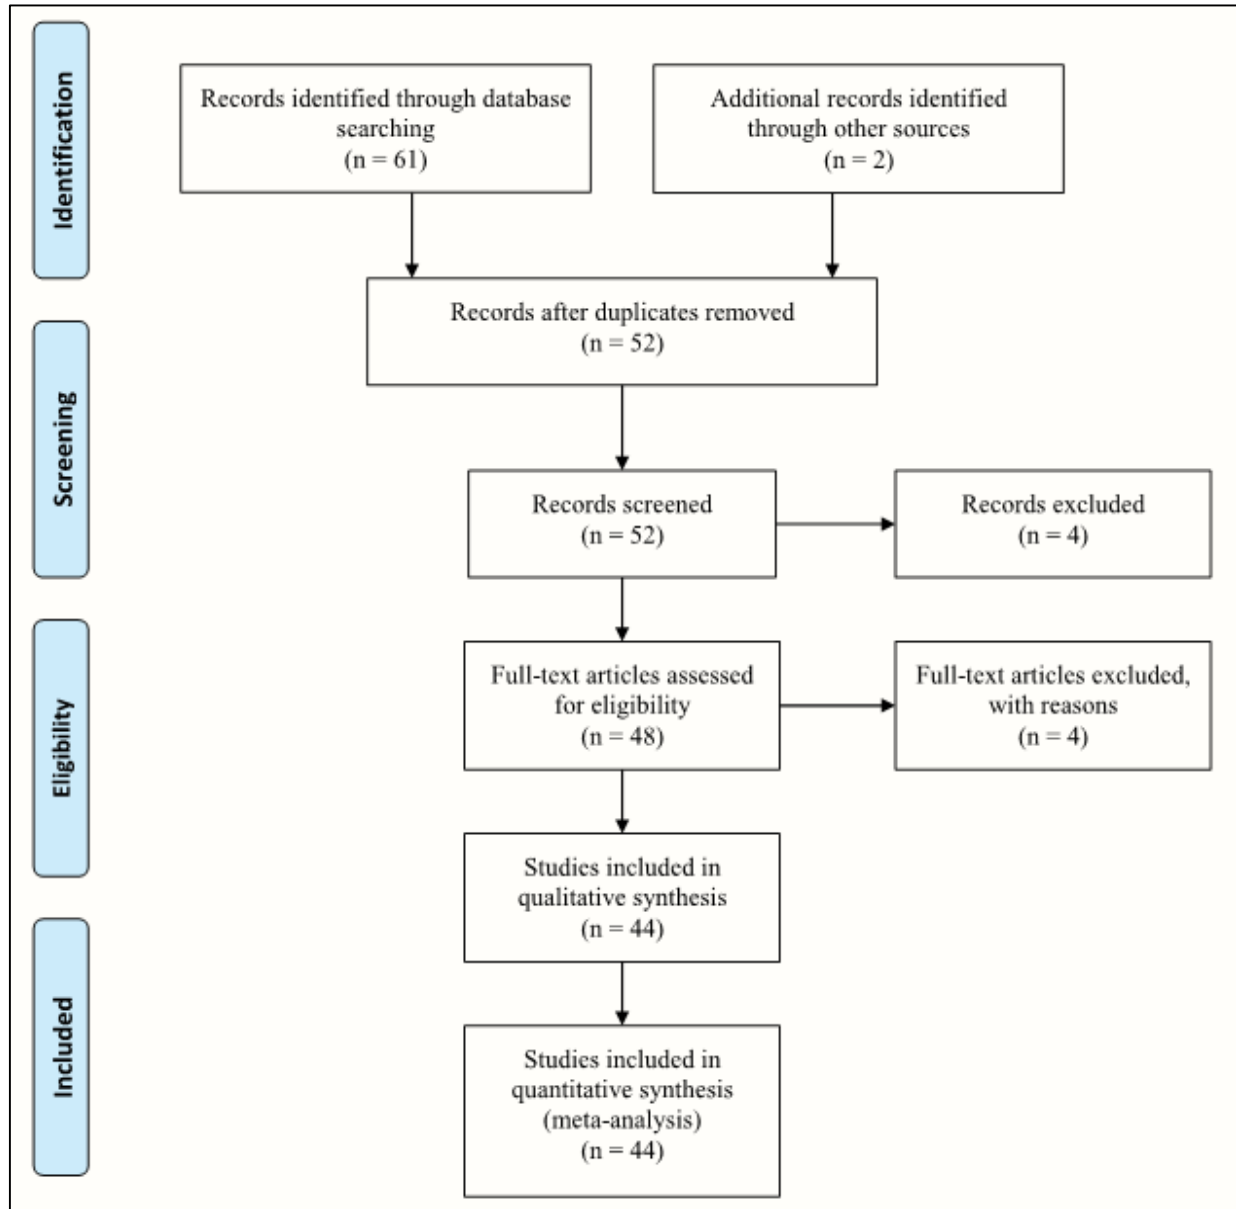 Identification
Records identified through database
searching
(n = 61)
Additional records identified
through other sources
(n = 2)
Records after duplicates removed
(n = 52)
Screening
Records screened
(n = 52)
Records excluded
(n = 4)
Eligibility
Full-text articles assessed
for eligibility
(n = 48)
Full-text articles excluded,
with reasons
(n = 4)
Studies included in
qualitative synthesis
(n = 44)
Included
Studies included in
quantitative synthesis
(meta-analysis)
(n = 44)